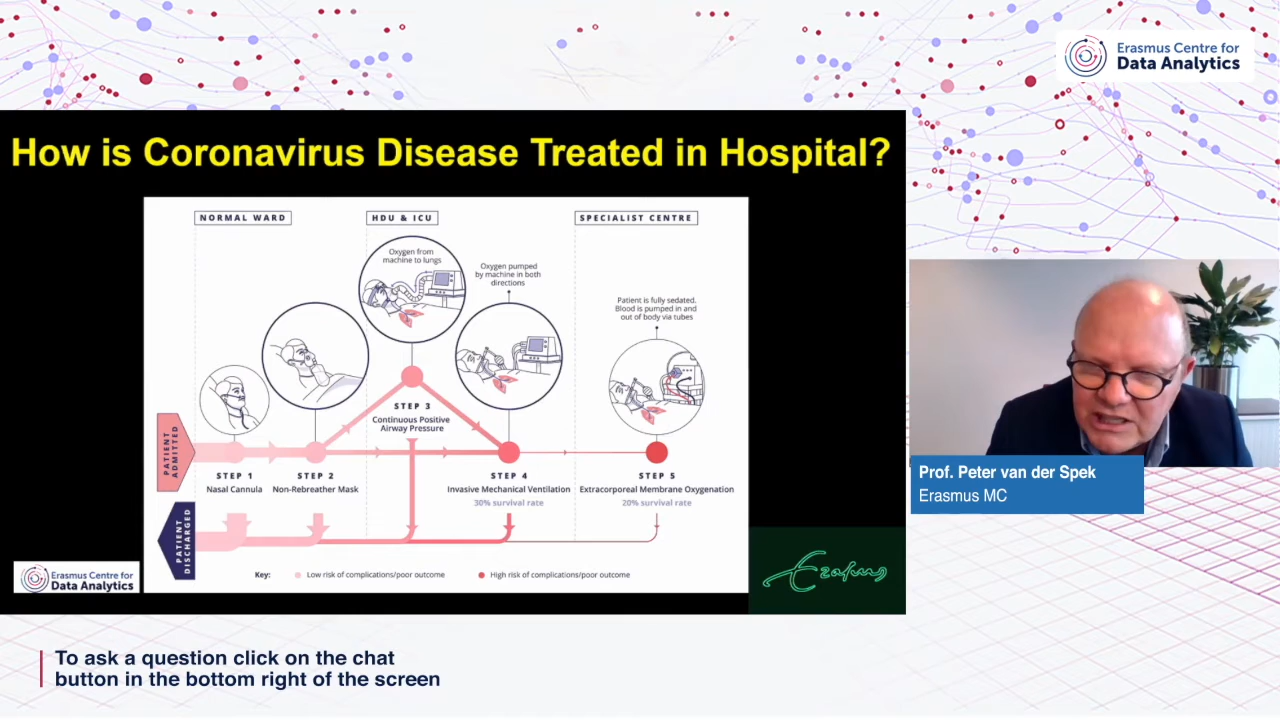 Erasmus Centre for
Data Analytics
How is Coronavirus Disease Treated in Hospital?
NORMAL WARD
HDU & ICU
SPECIALIST CENTRE
Oxygen from
machine to lungs
Oxygen pumped
by machine in both
directions
Patient is fully sedated.
Blood is pumped in and
out of body via tubes
PATIENT
ADMITTED
STEP 1
Nasal Cannula
STEP 2
Non-Rebreather Mask
STEP 3
Continuous Positive
Airway Pressure
STEP 4
Invasive Mechanical Ventilation
30% survival rate
STEP 5
Extracorporeal Membrane Oxygenation
20% survival rate
PATIENT
DISCHARGED
Key:
Low risk of complications/poor outcome
High risk of complications/poor outcome
Erasmus Centre for
Data Analytics
Erasmus
Prof. Peter van der Spek
Erasmus MC
To ask a question click on the chat
button in the bottom right of the screen